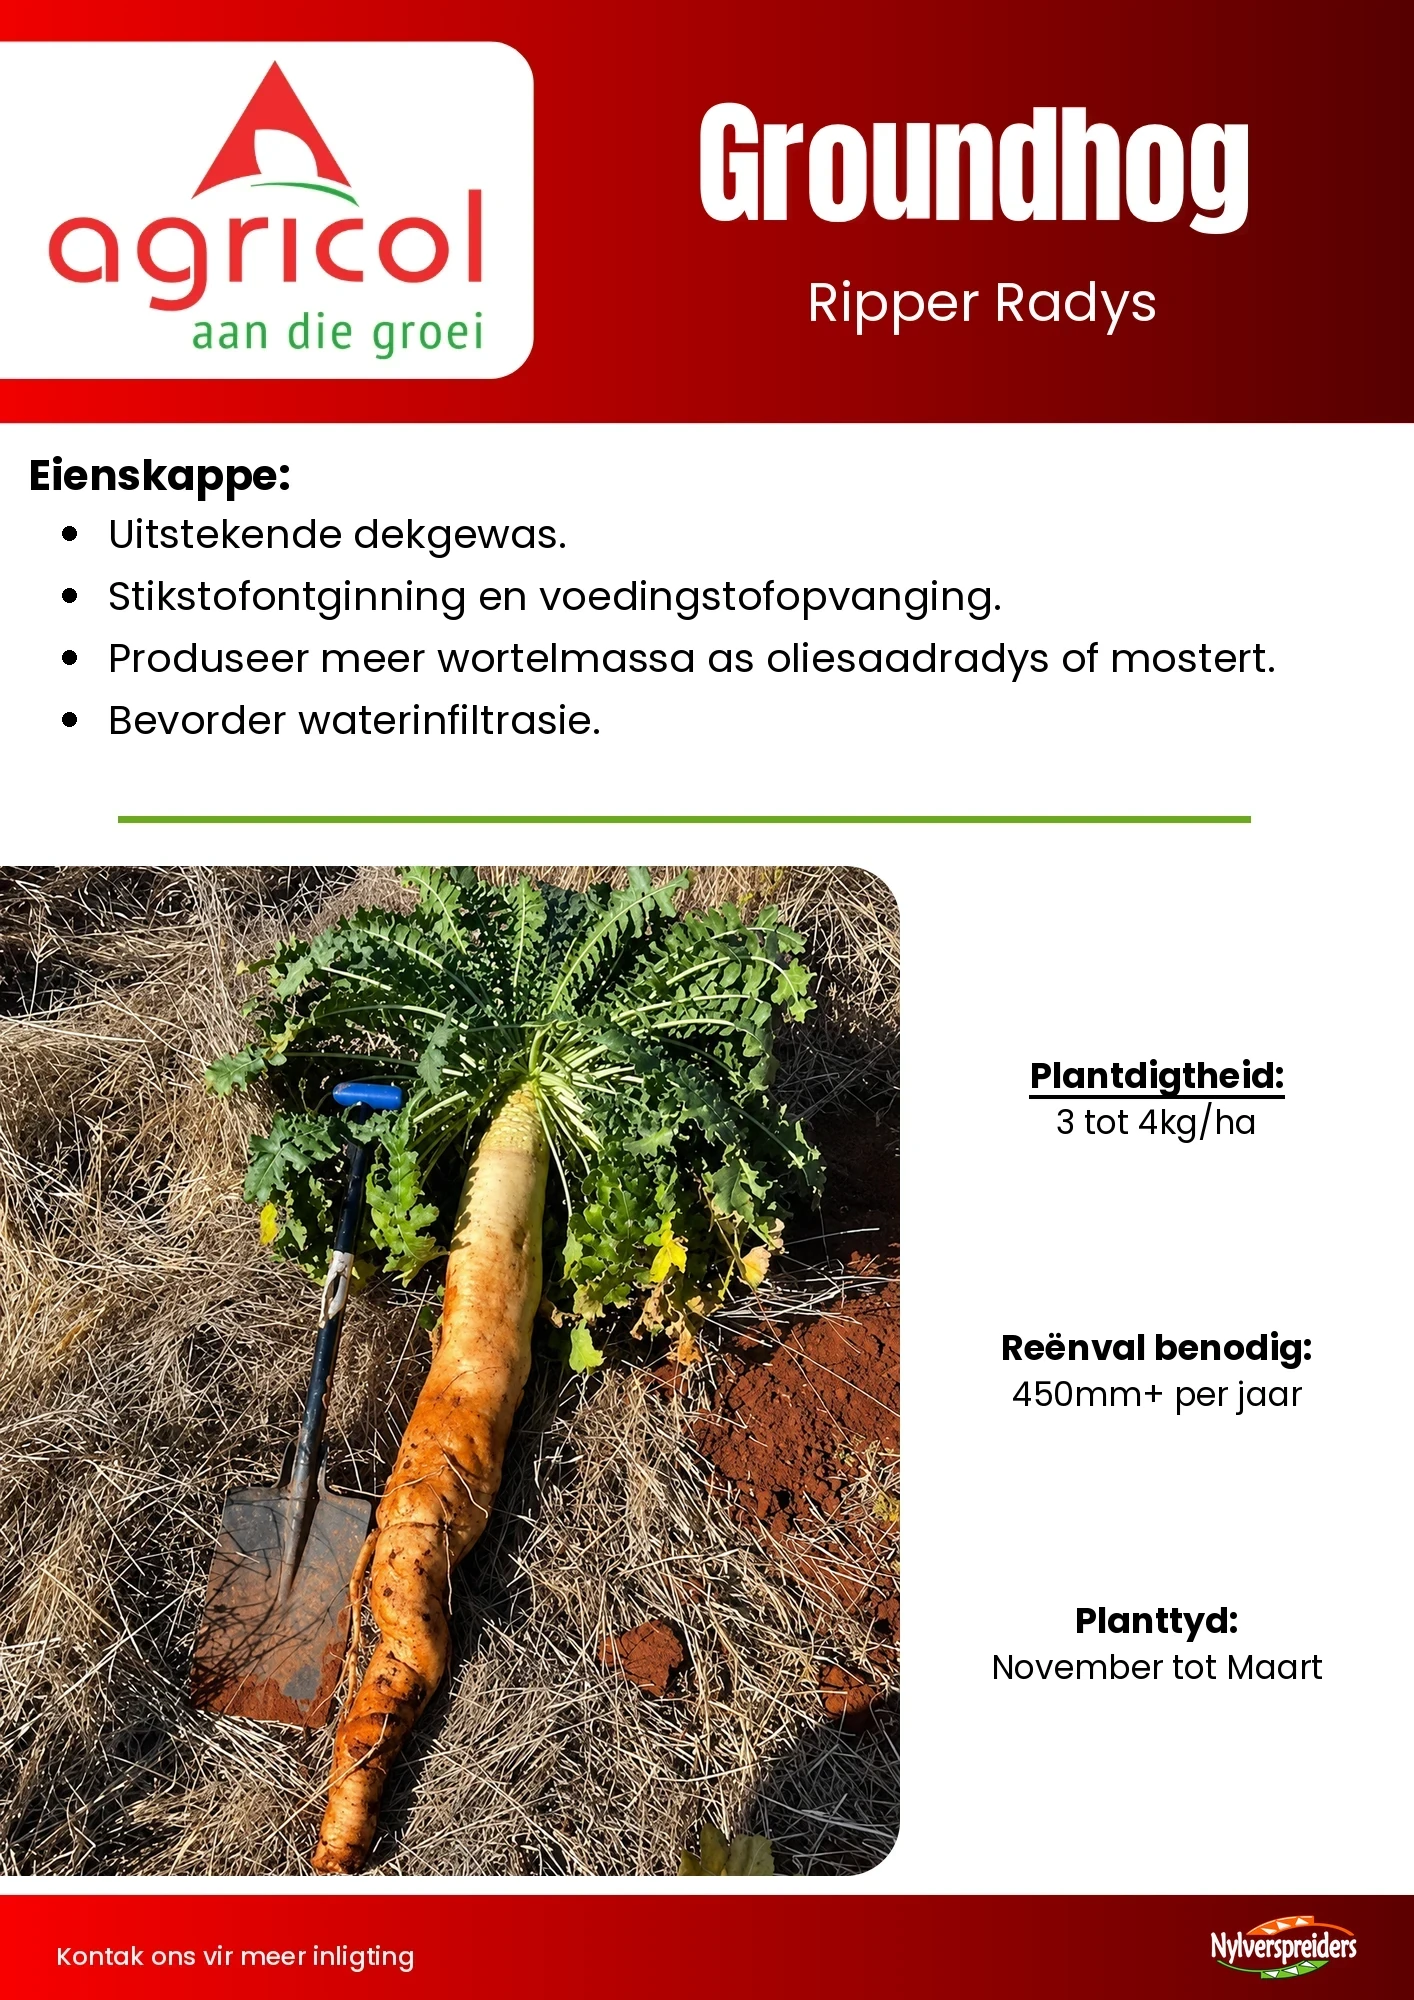 agricol
aan die groei
Groundhog
Ripper Radys
Eienskappe:
• Uitstekende dekgewas.
• Stikstofontginning en voedingstofopvanging.
• Produseer meer wortelmassa as oliesaadradys of mostert.
• Bevorder waterinfiltrasie.
Plantdigtheid:
3 tot 4kg/ha
Reënval benodig:
450mm+ per jaar
Planttyd:
November tot Maart
Kontak ons vir meer inligting
Nylverspreiders